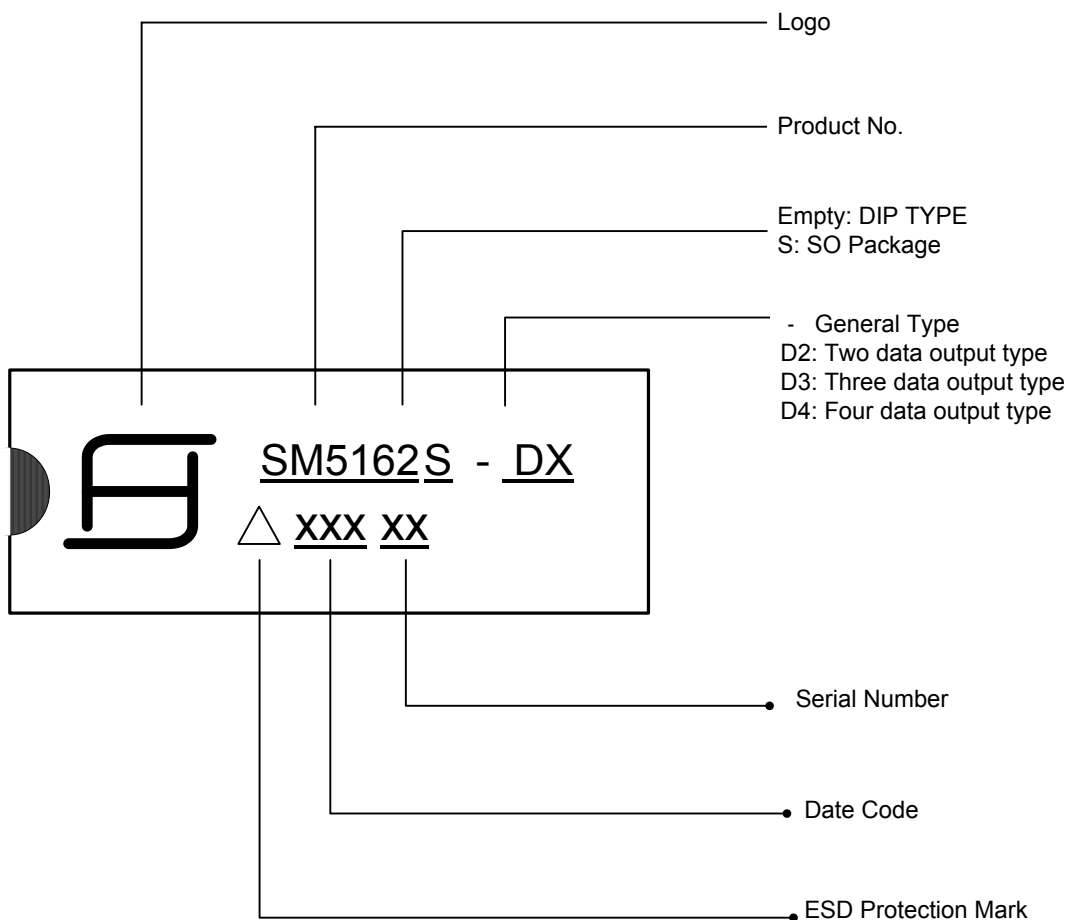 Logo
Product No.
Empty: DIP TYPE
S: SO Package
- General Type
D2: Two data output type
D3: Three data output type
D4: Four data output type
SM5162S - DX
XXX XX
Serial Number
Date Code
ESD Protection Mark